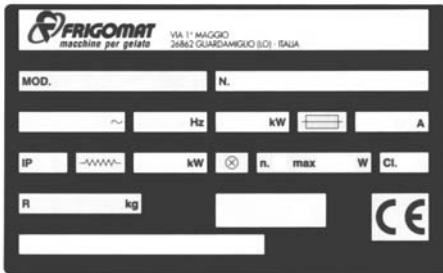 FRIGOMAT
macchine per gelato
VIA 1° MAGGIO
26862 GUARDAMIGLIO (LO) - ITALIA
MOD. N.
~ Hz kW A
IP kW n. max W Cl.
R kg
CE